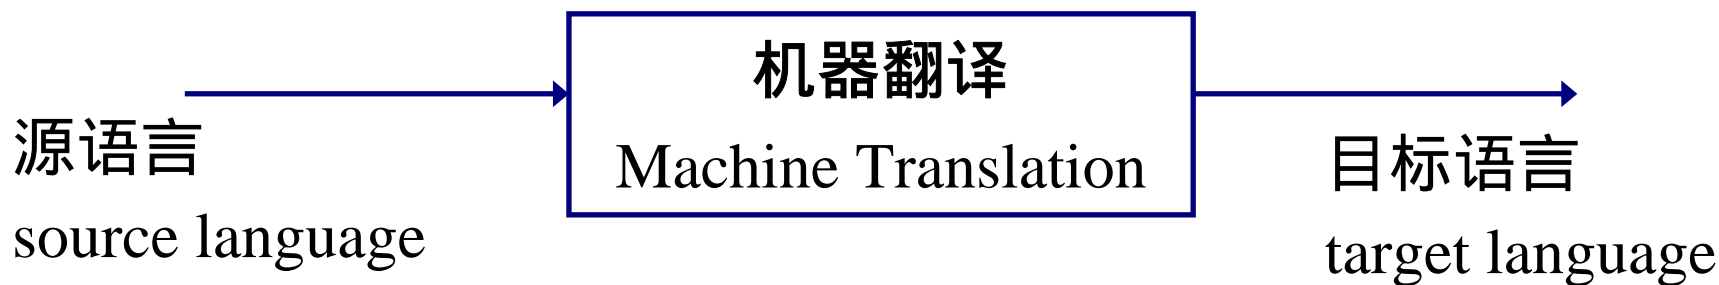 机器翻译
Machine Translation
源语言
source language
目标语言
target language